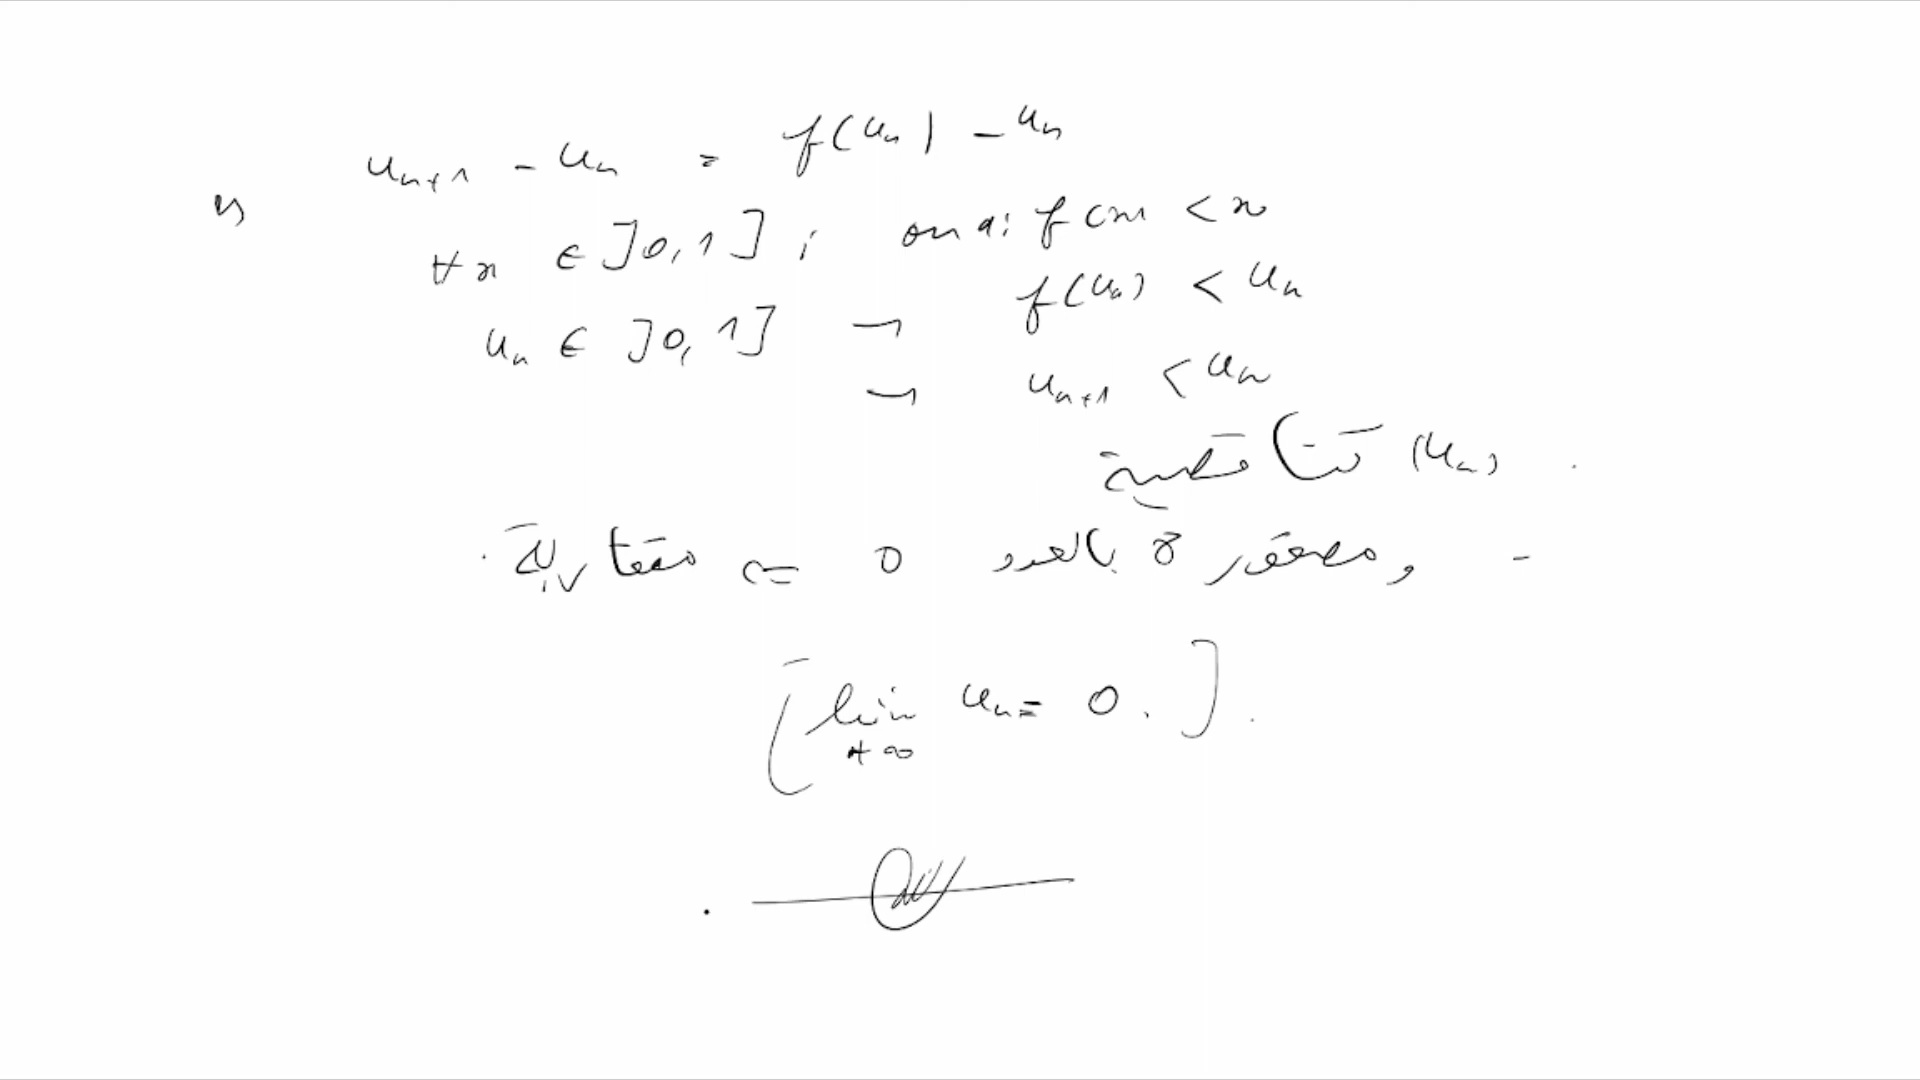 u_{n+1} - u_n = f(u_n) - u_n
∀x ∈ ]0,1] ; on a: f(x) < x
u_n ∈ ]0,1] → f(u_n) < u_n
→ u_{n+1} < u_n
(u_n) تناقصية
ومصغورة بالعدد 0 => متقاربة.
[lim u_n = 0.].
+∞